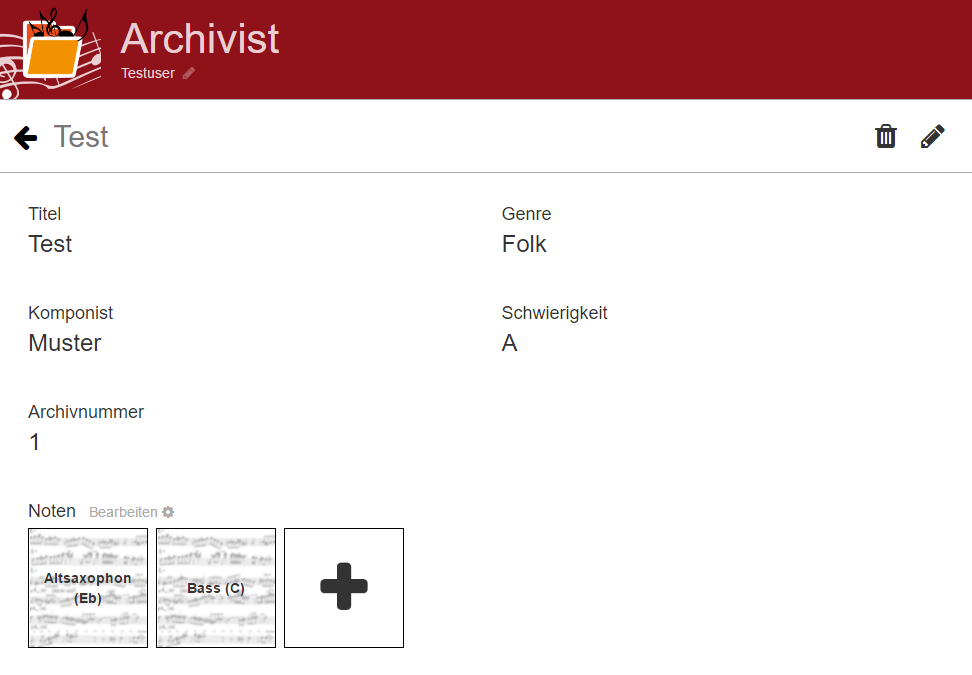 Archivist
Testuser
Test
Titel
Test
Genre
Folk
Komponist
Muster
Schwierigkeit
A
Archivnummer
1
Noten Bearbeiten
Altsaxophon
(Eb)
Bass (C)